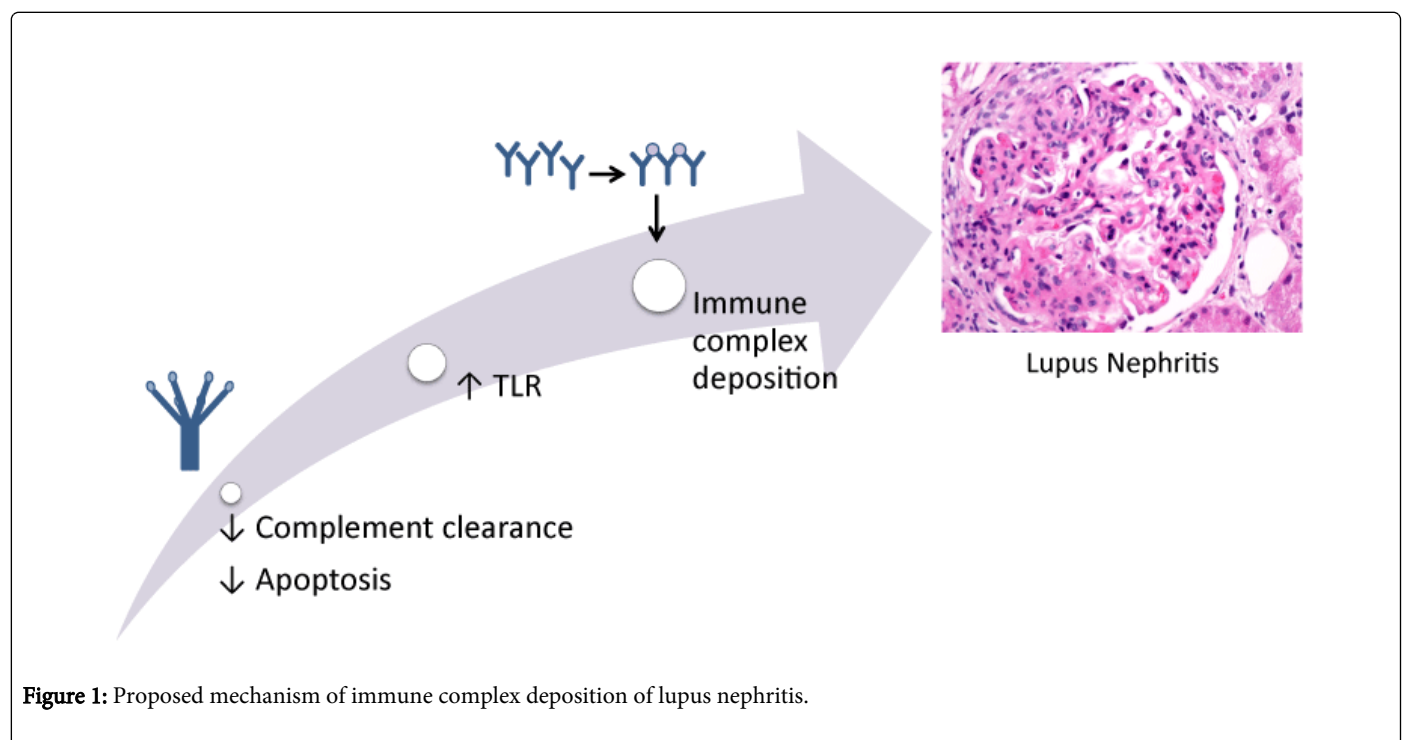 Immune
complex
deposition
Lupus Nephritis
↑ TLR
↓ Complement clearance
↓ Apoptosis
Figure 1: Proposed mechanism of immune complex deposition of lupus nephritis.